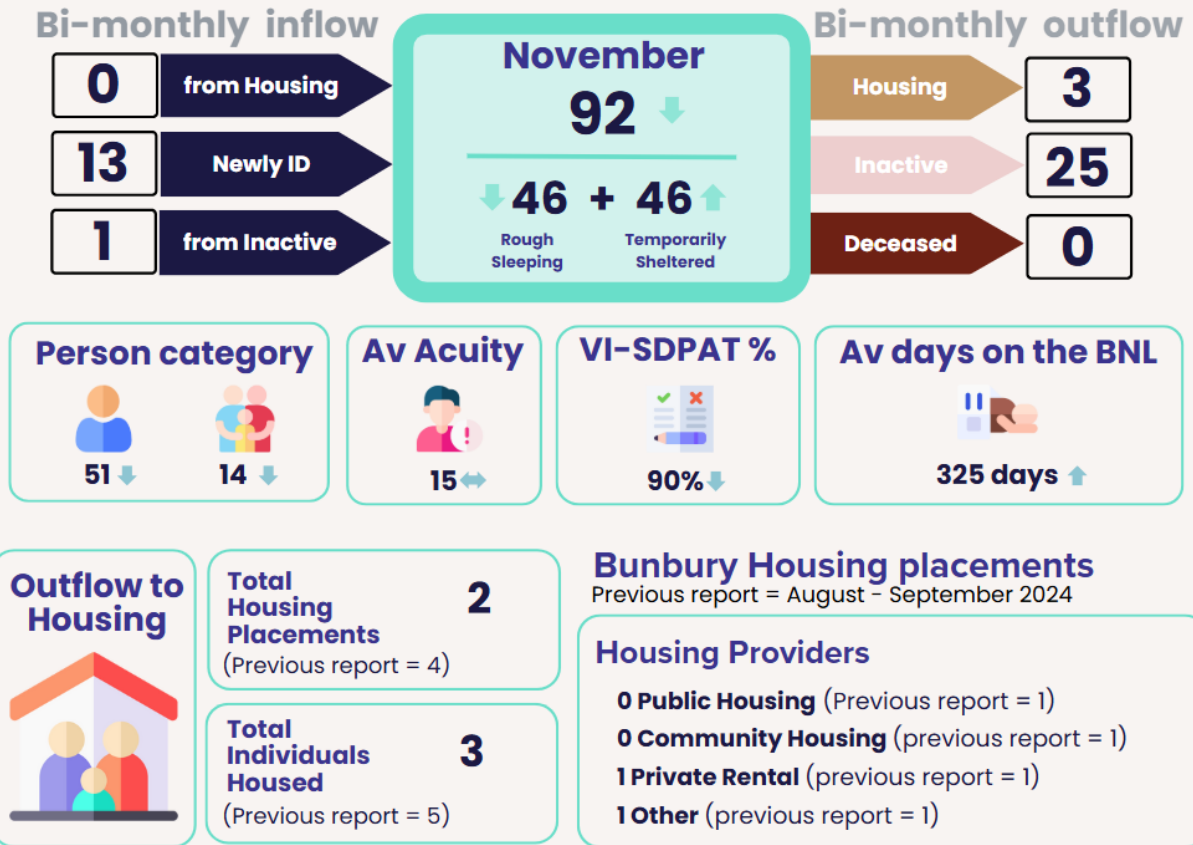 Bi-monthly inflow
0
from Housing
13
Newly ID
1
from Inactive
November
92
46 + 46
Rough
Sleeping
Temporarily
Sheltered
Bi-monthly outflow
Housing
3
Inactive
25
Deceased
0
Person category
51
14
Av Acuity
15
VI-SDPAT %
90%
Av days on the BNL
325 days
Outflow to
Housing
Total
Housing
Placements
2
(Previous report = 4)
Total
Individuals
Housed
3
(Previous report = 5)
Bunbury Housing placements
Previous report = August - September 2024
Housing Providers
0 Public Housing (Previous report = 1)
0 Community Housing (previous report = 1)
1 Private Rental (previous report = 1)
1 Other (previous report = 1)